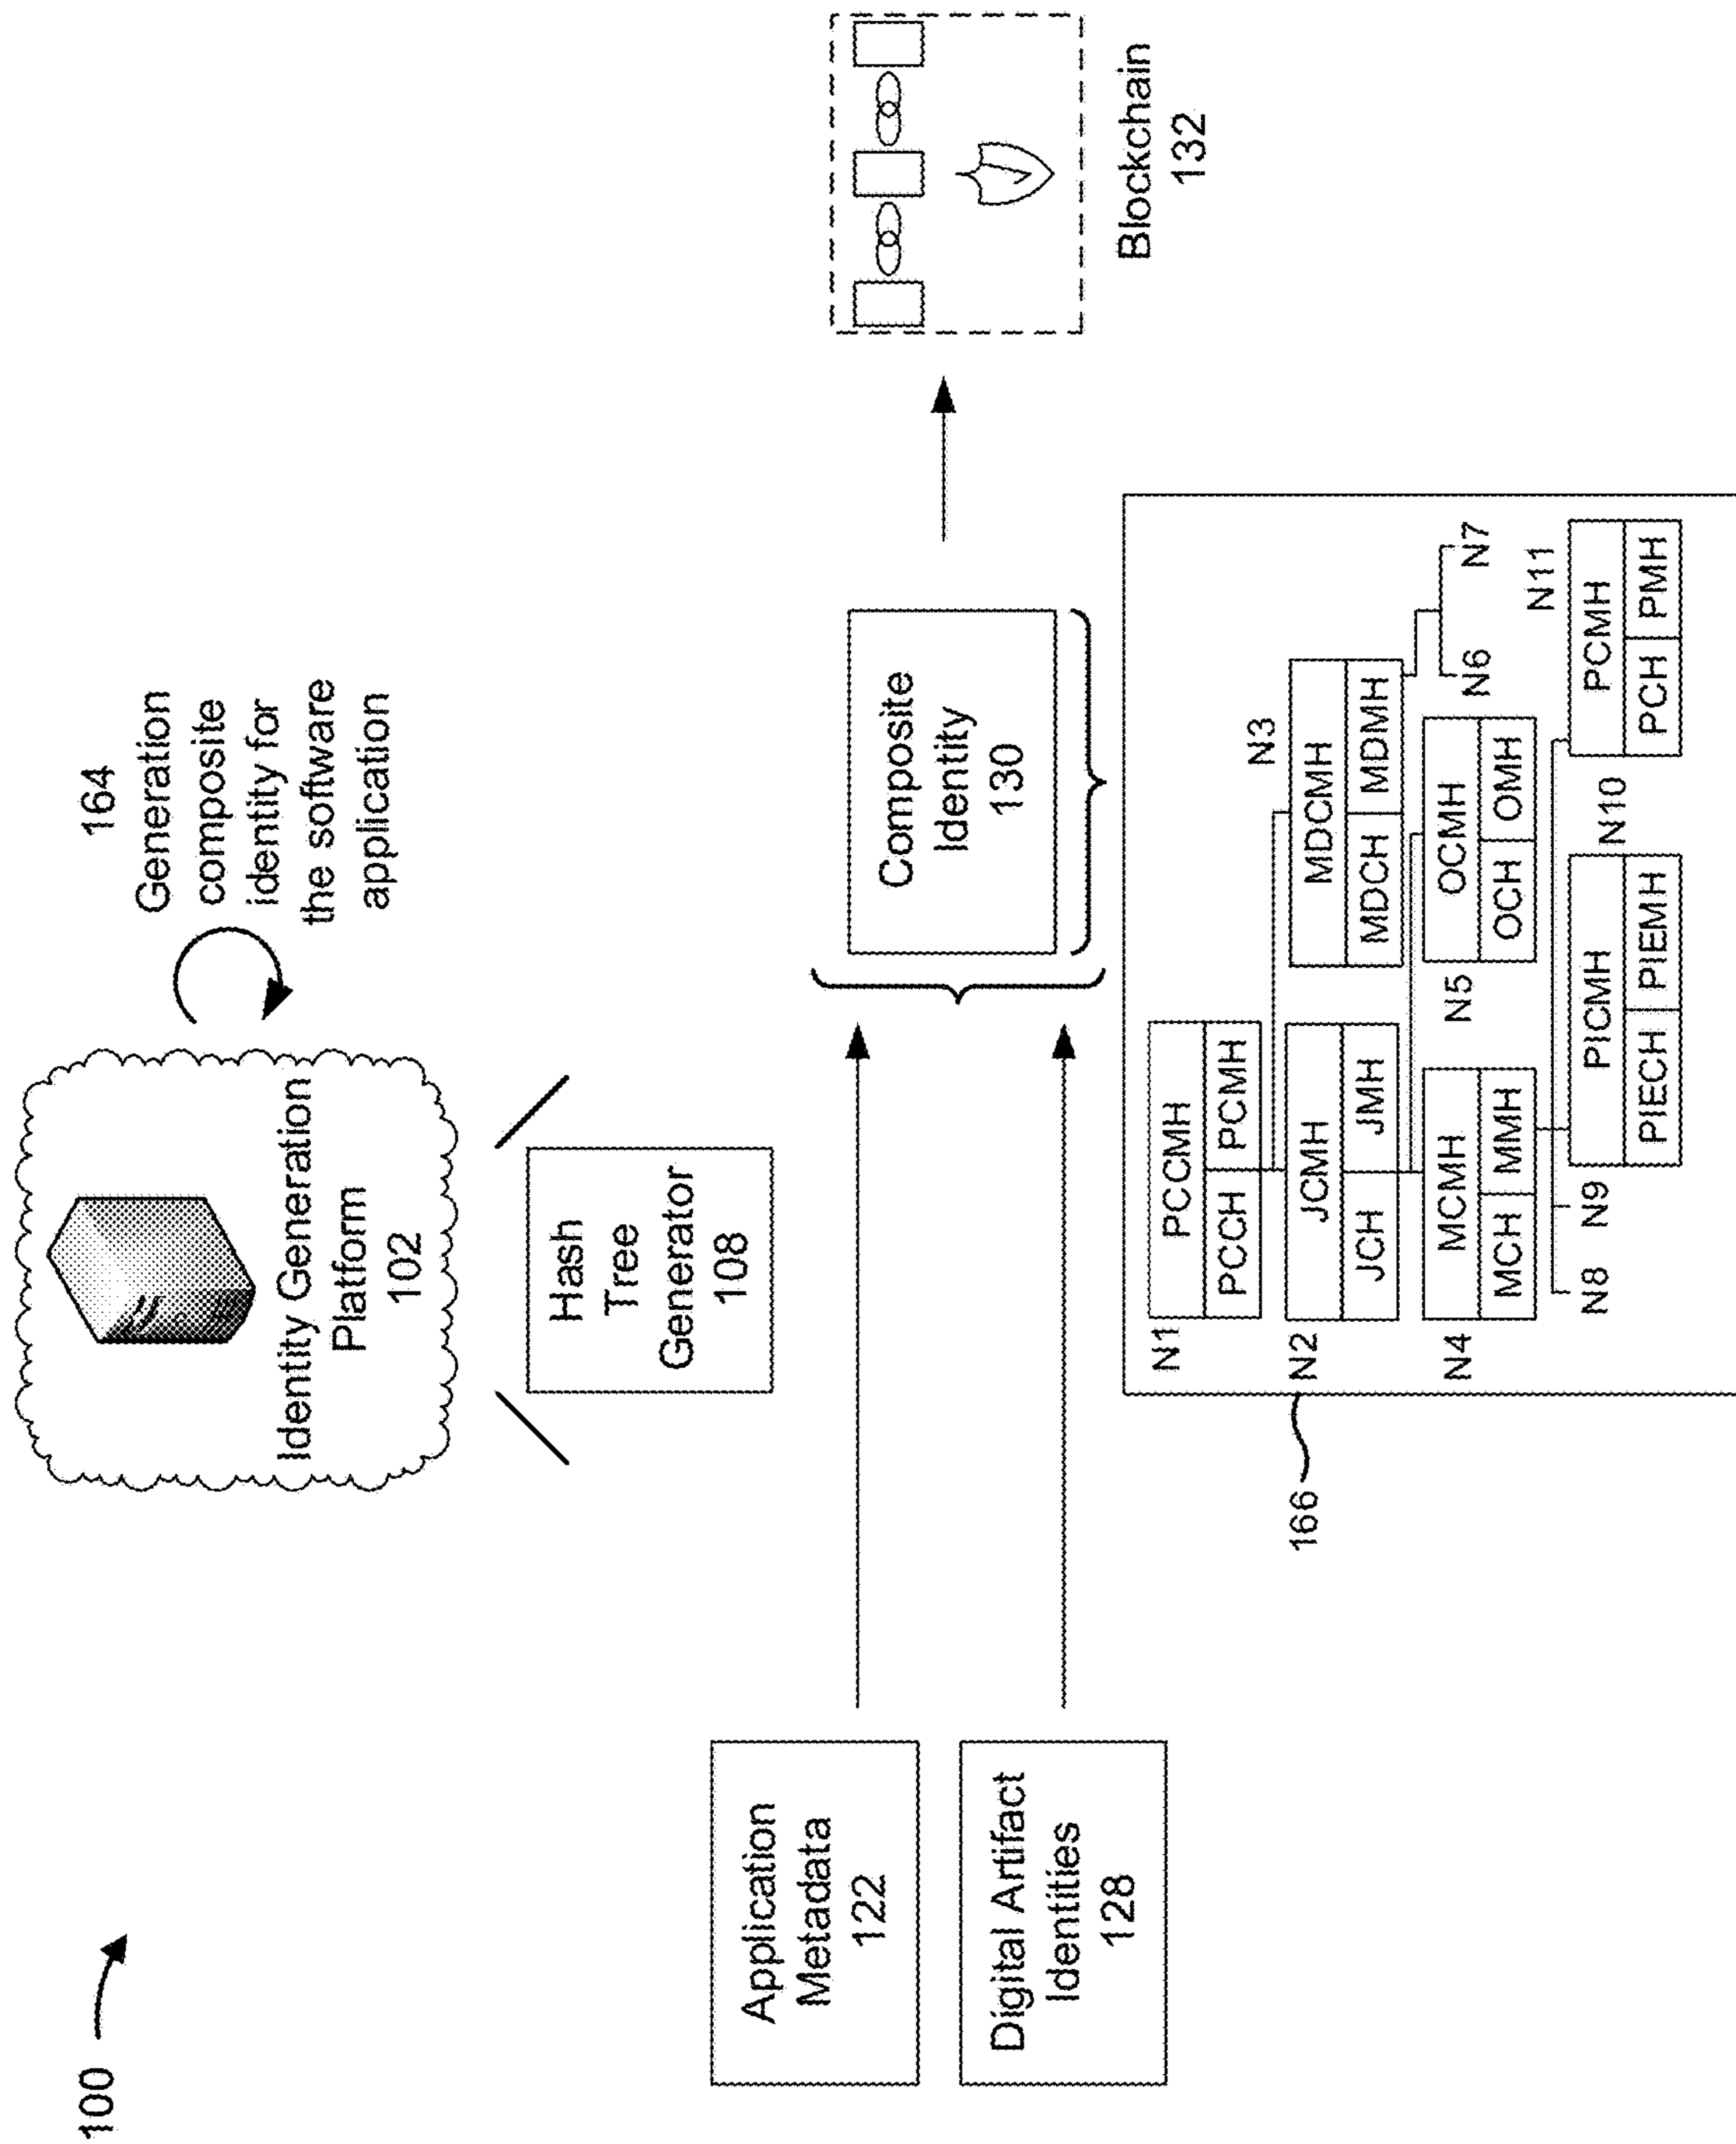 100
Identity Generation
Platform
102
164
Generation
composite
identity for
the software
application
Hash
Tree
Generator
108
Application
Metadata
122
Digital Artifact
Identities
128
Composite
Identity
130
Blockchain
132
166
N1
PCCMH
PCCH PCMH
N2
JCMH
JCH JMH
N3
MDCMH
MDCH MDMH
N4
MCMH
MCH MMH
N5
OCMH
OCH OMH
N6 N7
N8 N9
PICMH
PIECH PIEMH
N10
N11
PCMH
PCH PMH